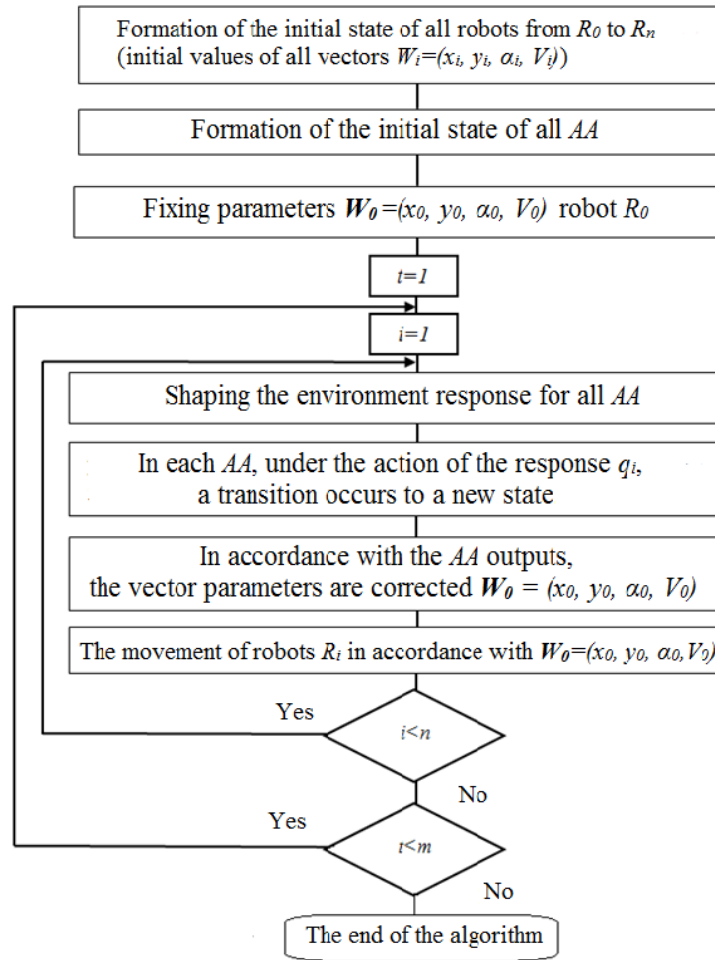 Formation of the initial state of all robots from R₀ to Rₙ
(initial values of all vectors Wᵢ=(xᵢ, yᵢ, αᵢ, Vᵢ))
Formation of the initial state of all AA
Fixing parameters W₀=(x₀, y₀, α₀, V₀) robot R₀
t=1
i=1
Shaping the environment response for all AA
In each AA, under the action of the response qᵢ,
a transition occurs to a new state
In accordance with the AA outputs,
the vector parameters are corrected W₀ = (x₀, y₀, α₀, V₀)
The movement of robots Rᵢ in accordance with W₀=(x₀, y₀, α₀, V₀)
Yes
i<n
No
Yes
t<m
No
The end of the algorithm